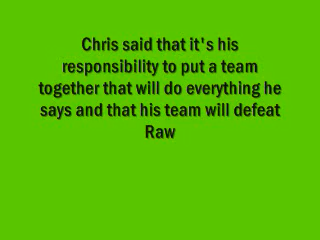 Chris said that it's his
responsibility to put a team
together that will do everything he
says and that his team will defeat
Raw